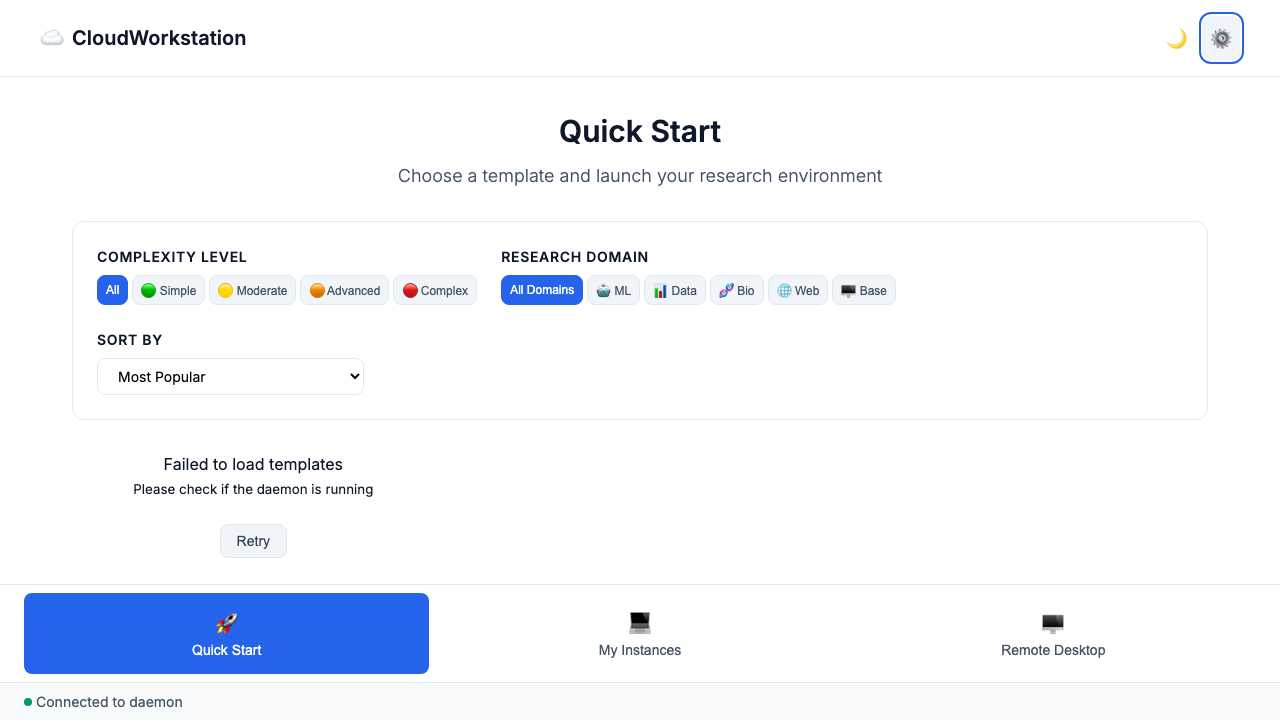 CloudWorkstation
Quick Start
Choose a template and launch your research environment
COMPLEXITY LEVEL
All Simple Moderate Advanced Complex
RESEARCH DOMAIN
All Domains ML Data Bio Web Base
SORT BY
Most Popular
Failed to load templates
Please check if the daemon is running
Retry
Quick Start
My Instances
Remote Desktop
Connected to daemon